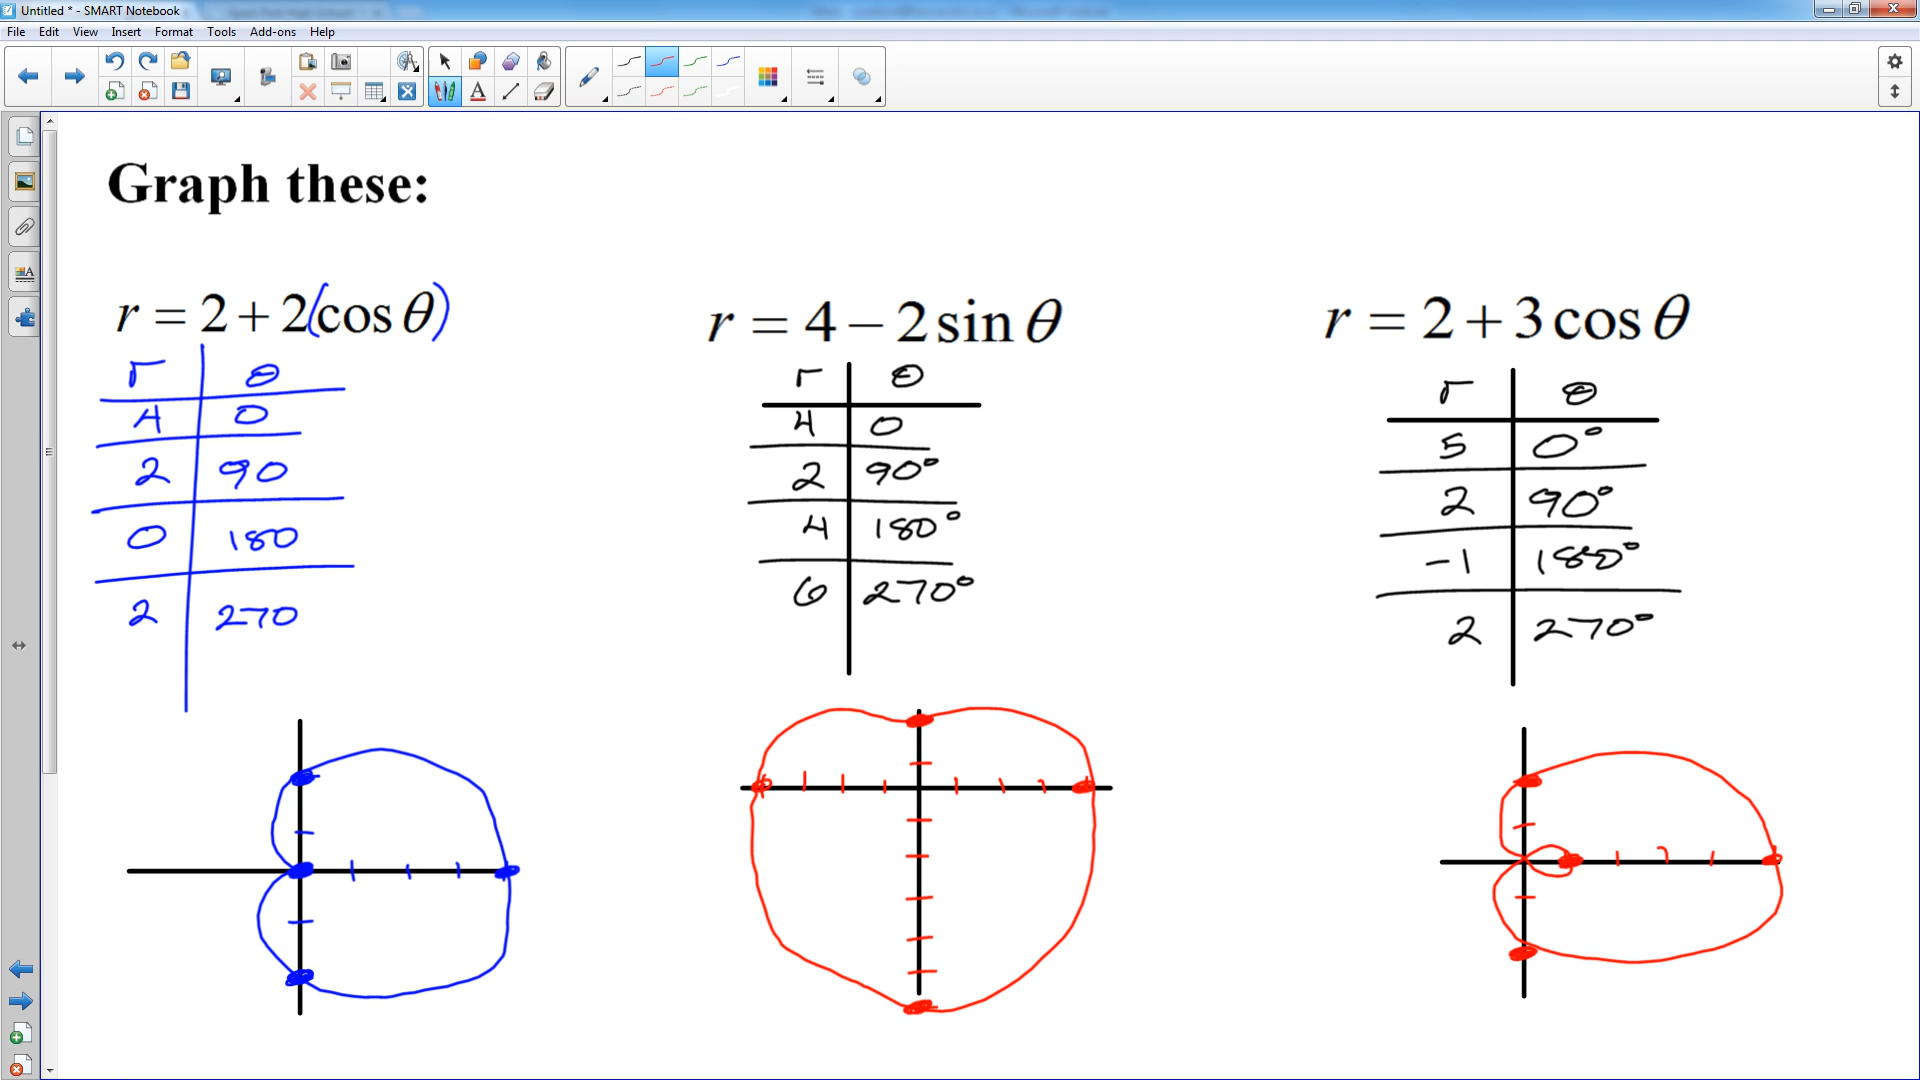 Untitled * - SMART Notebook
File Edit View Insert Format Tools Add-ons Help
Graph these:
r = 2 + 2(cos θ)
r θ
4 0
2 90
0 180
2 270
r = 4 − 2 sin θ
r θ
4 0
2 90°
4 180°
6 270°
r = 2 + 3 cos θ
r θ
5 0°
2 90°
-1 180°
2 270°